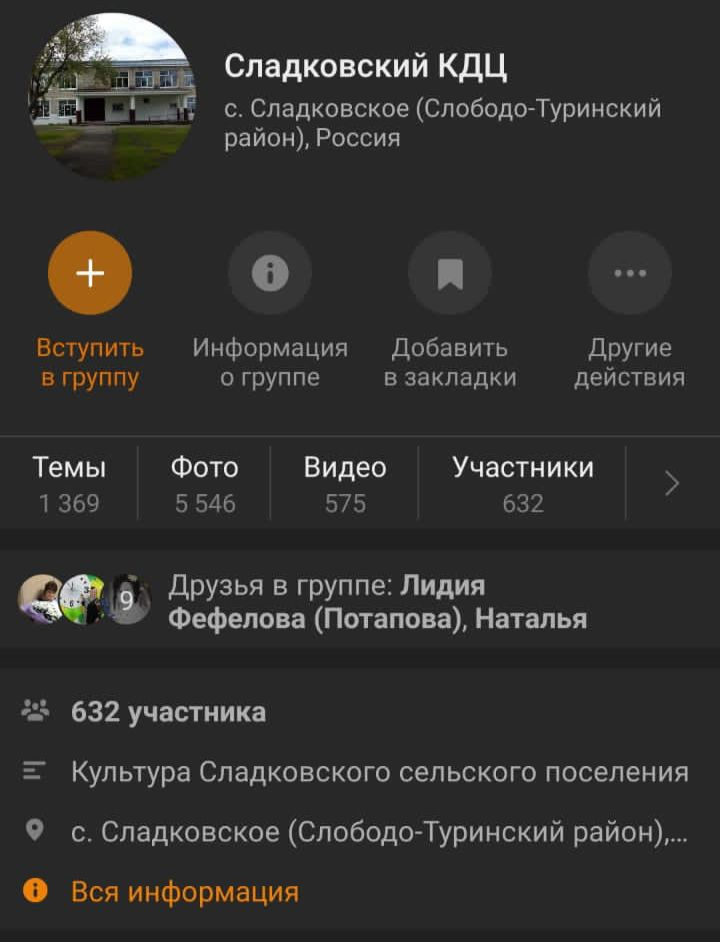 Сладковский КДЦ
с. Сладковское (Слободо-Туринский
район), Россия
Вступить
в группу
Информация
о группе
Добавить
в закладки
Другие
действия
Темы
1 369
Фото
5 546
Видео
575
Участники
632
9
Друзья в группе: Лидия
Фефелова (Потапова), Наталья
632 участника
Культура Сладковского сельского поселения
с. Сладковское (Слободо-Туринский район),...
Вся информация